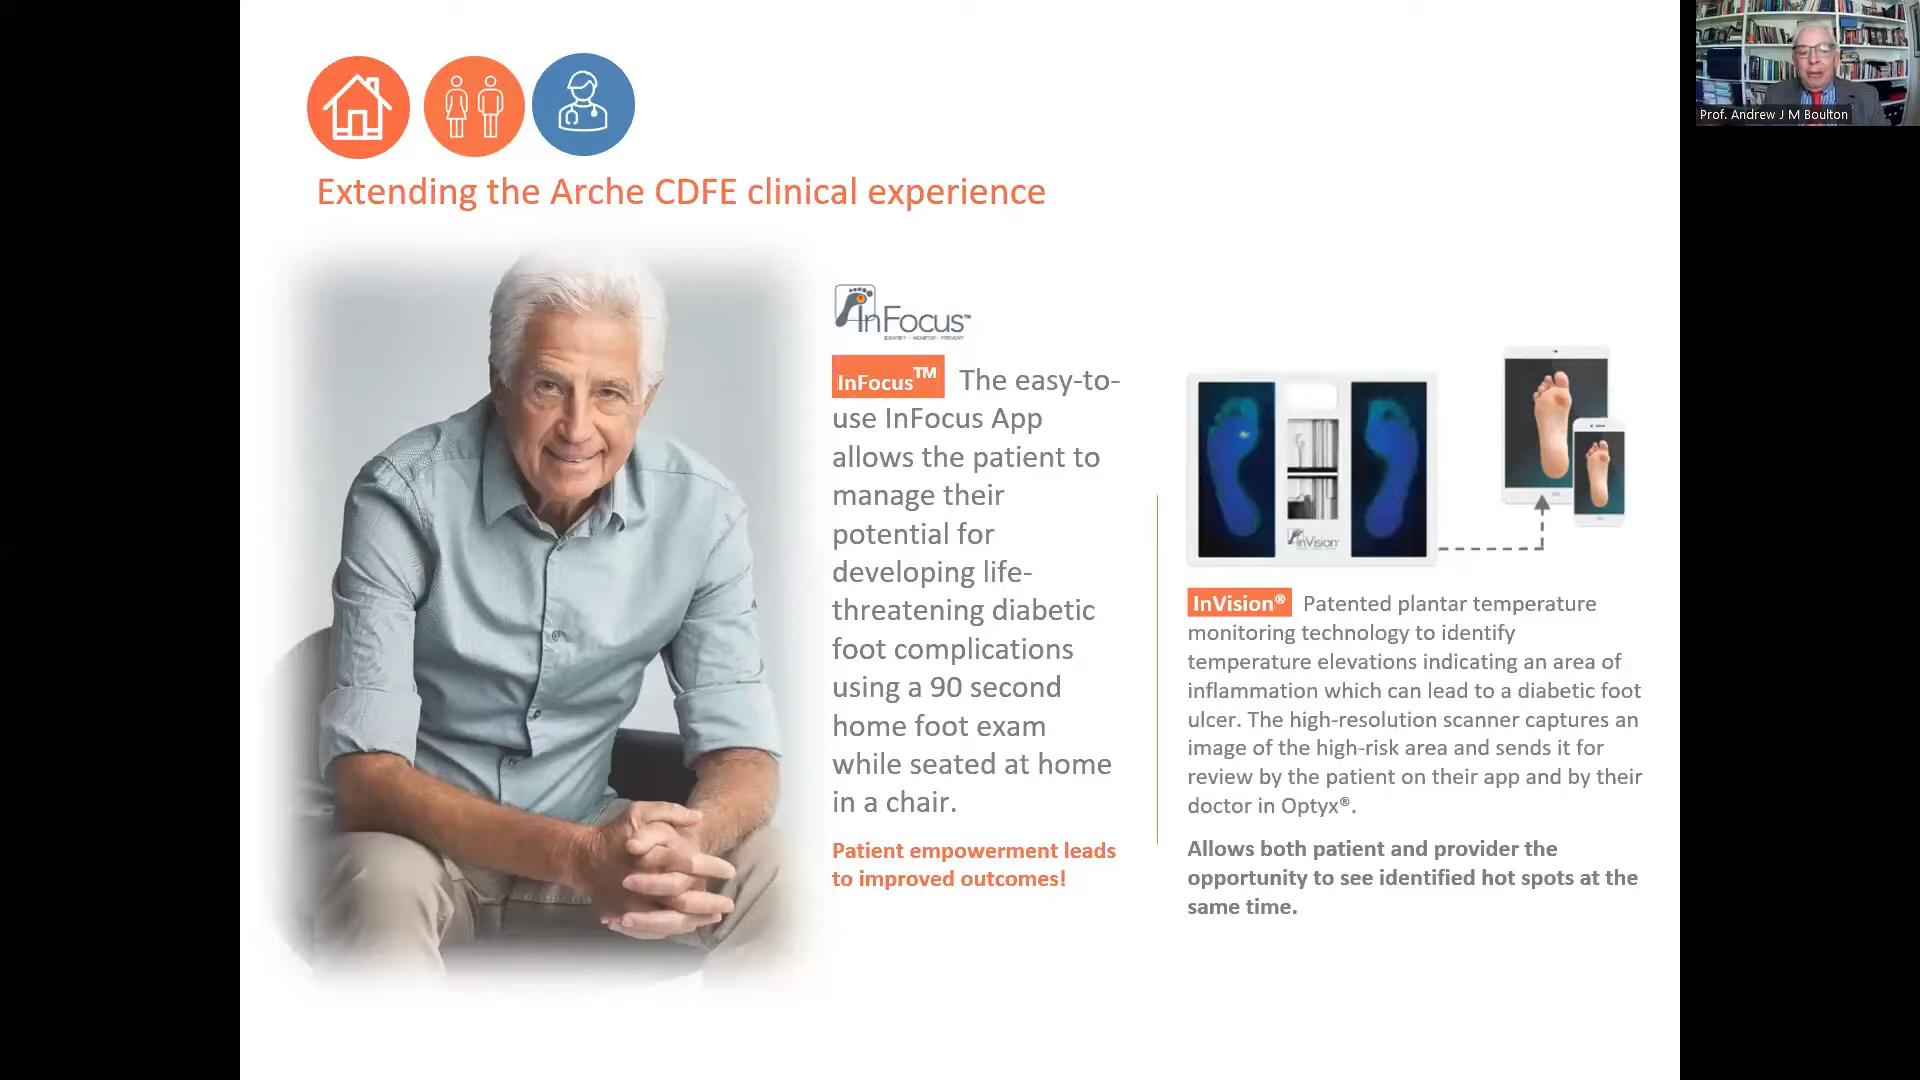 Prof. Andrew J M Boulton
Extending the Arche CDFE clinical experience
InFocus™
IDENTIFY - MONITOR - PREVENT
InFocus™ The easy-to-
use InFocus App
allows the patient to
manage their
potential for
developing life-
threatening diabetic
foot complications
using a 90 second
home foot exam
while seated at home
in a chair.
Patient empowerment leads
to improved outcomes!
InVision
InVision® Patented plantar temperature
monitoring technology to identify
temperature elevations indicating an area of
inflammation which can lead to a diabetic foot
ulcer. The high-resolution scanner captures an
image of the high-risk area and sends it for
review by the patient on their app and by their
doctor in Optyx®.
Allows both patient and provider the
opportunity to see identified hot spots at the
same time.